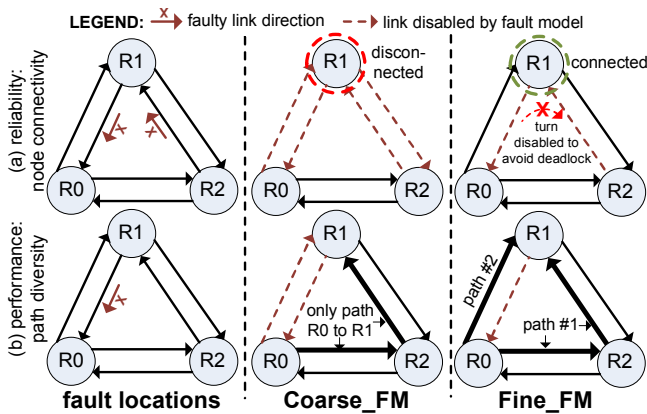 LEGEND: x faulty link direction link disabled by fault model
(a) reliability:
node connectivity
R1
x x
R0 R2
R1
discon-
nected
R0 R2
R1
connected
X
turn
disabled to
avoid deadlock
R0 R2
(b) performance:
path diversity
R1
x
R0 R2
R1
only path
R0 to R1
R0 R2
R1
path #2
path #1
R0 R2
fault locations Coarse_FM Fine_FM